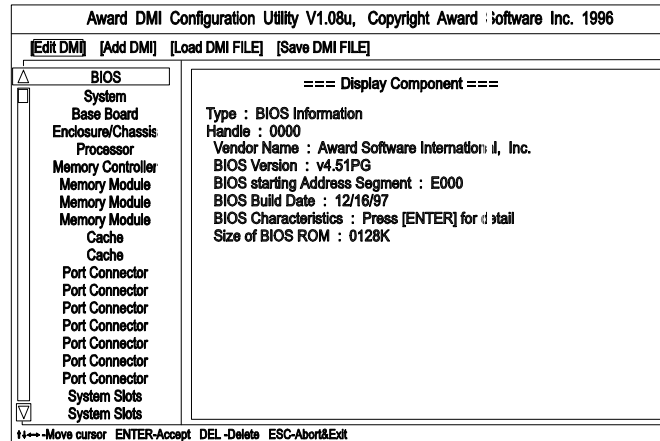 Award DMI Configuration Utility V1.08u, Copyright Award Software Inc. 1996
[Edit DMI] [Add DMI] [Load DMI FILE] [Save DMI FILE]
BIOS
System
Base Board
Enclosure/Chassis
Processor
Memory Controller
Memory Module
Memory Module
Memory Module
Cache
Cache
Port Connector
Port Connector
Port Connector
Port Connector
Port Connector
Port Connector
Port Connector
System Slots
System Slots
=== Display Component ===
Type : BIOS Information
Handle : 0000
Vendor Name : Award Software International, Inc.
BIOS Version : v4.51PG
BIOS starting Address Segment : E000
BIOS Build Date : 12/16/97
BIOS Characteristics : Press [ENTER] for detail
Size of BIOS ROM : 0128K
↑↓←→-Move cursor ENTER-Accept DEL -Delete ESC-Abort&Exit